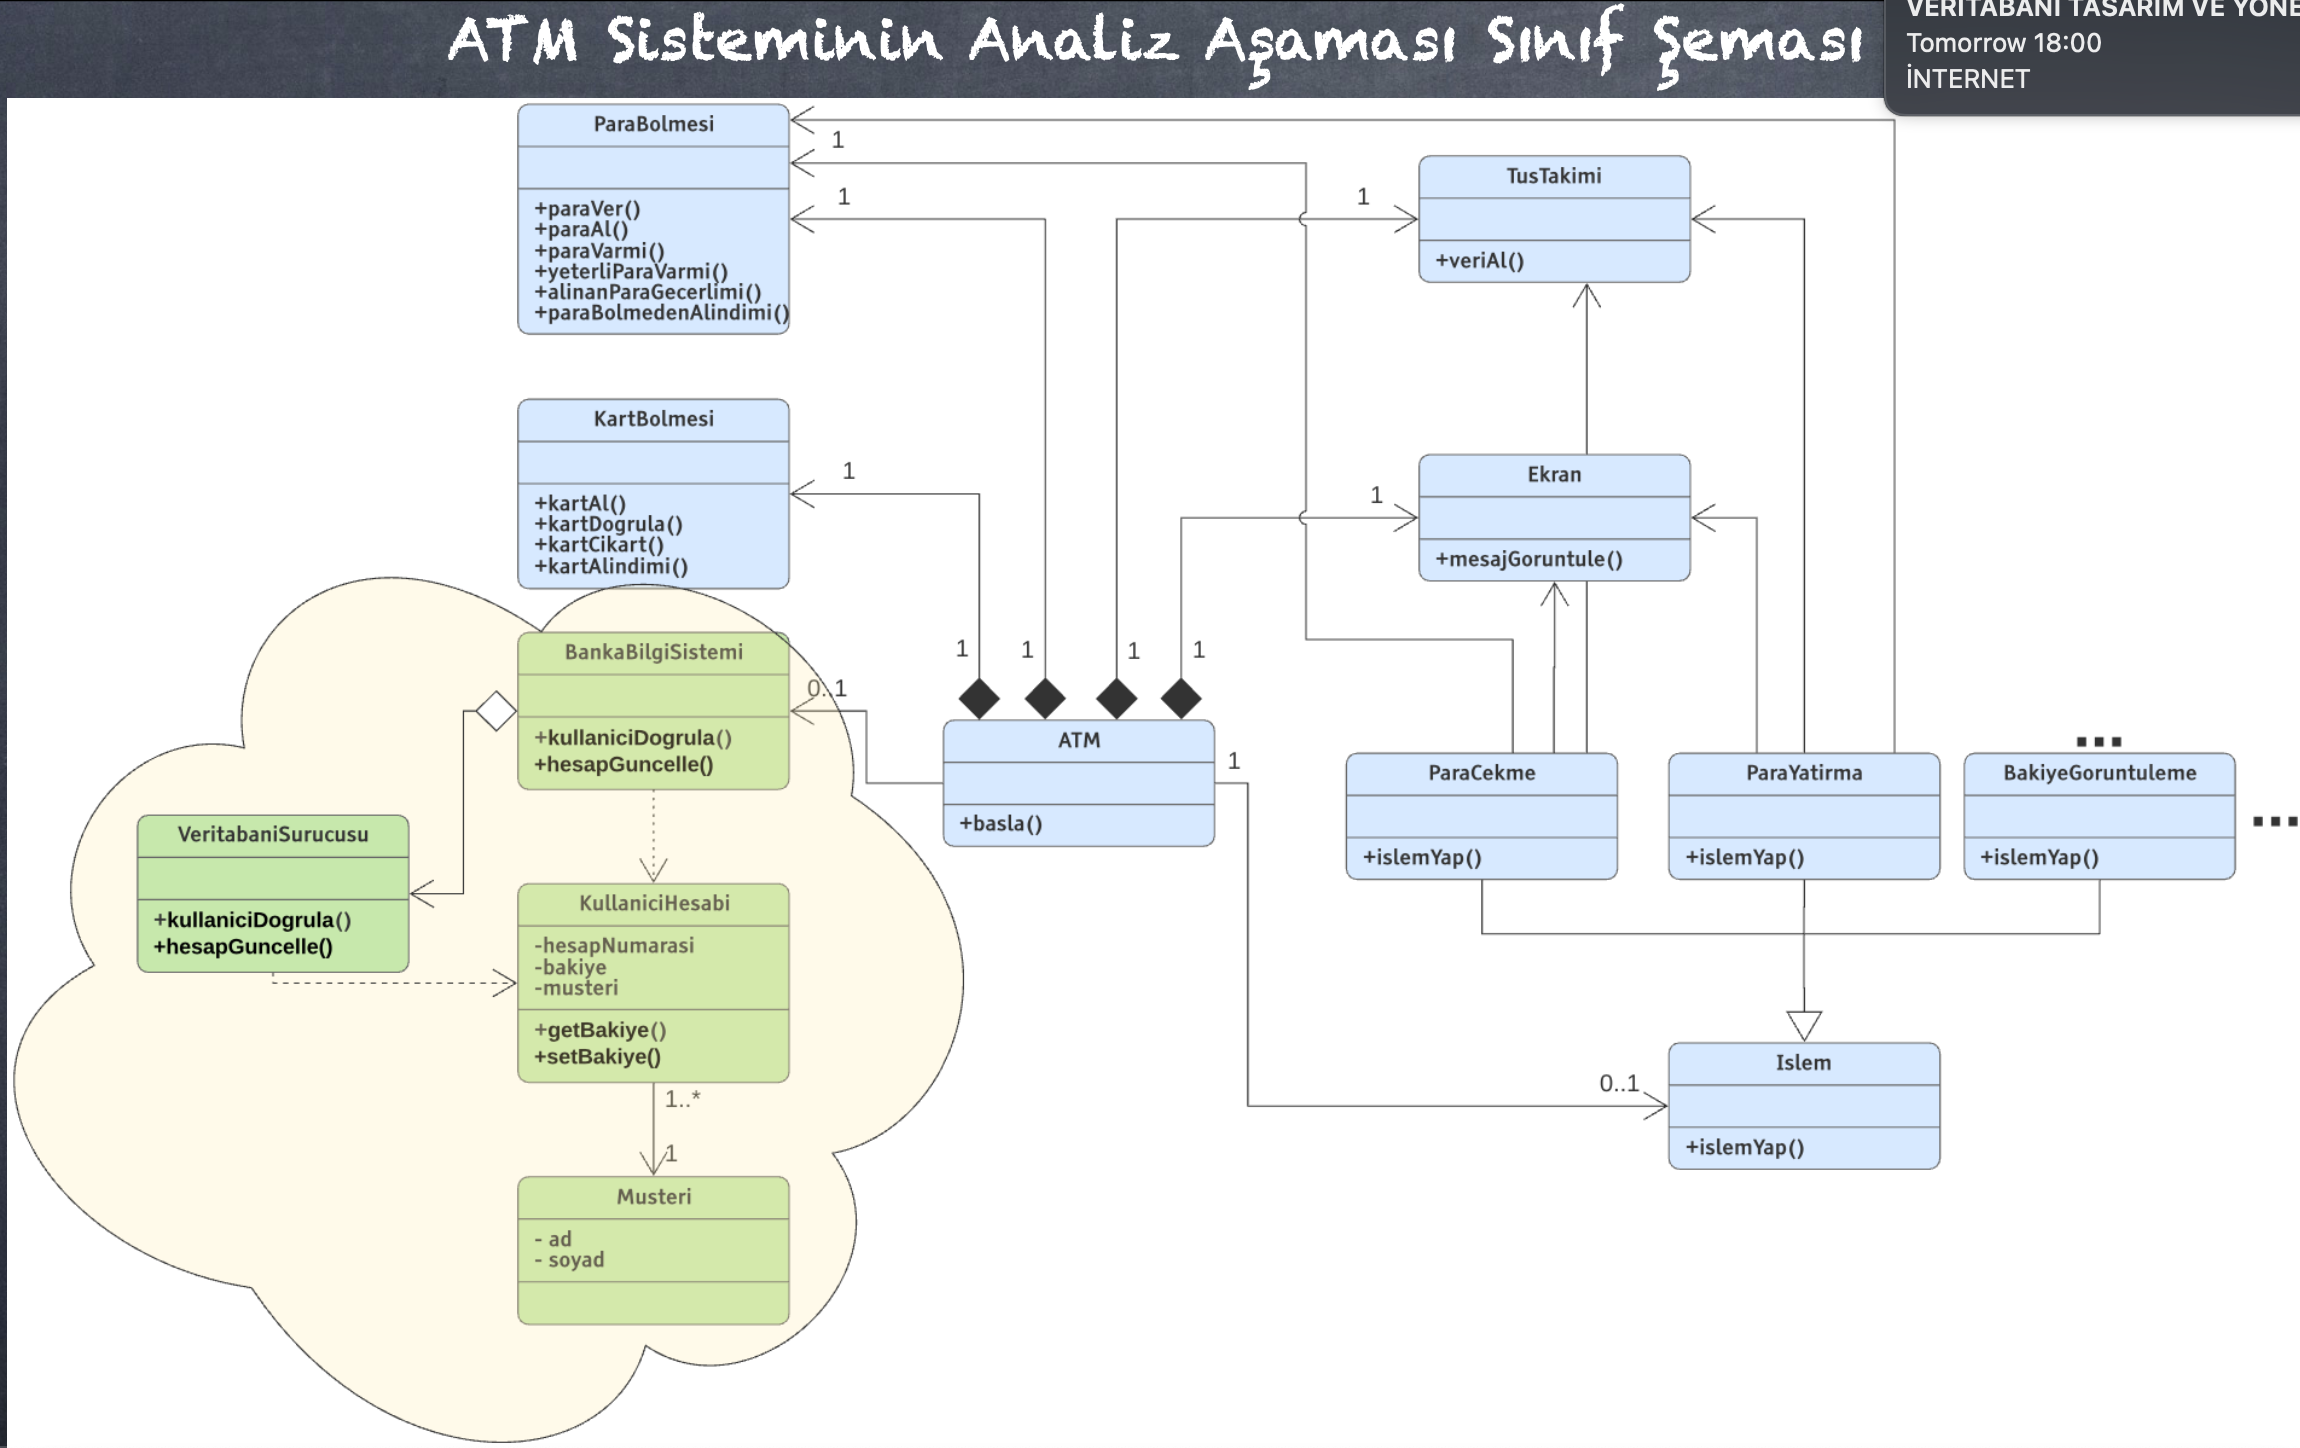 ATM Sisteminin Analiz Aşaması Sınıf Şeması
VERİTABANI TASARIM VE YÖNE
Tomorrow 18:00
İNTERNET
ParaBolmesi
+paraVer()
+paraAl()
+paraVarmi()
+yeterliParaVarmi()
+alinanParaGecerlimi()
+paraBolmedenAlindimi()
1
1
1
TusTakimi
+veriAl()
KartBolmesi
+kartAl()
+kartDogrula()
+kartCikart()
+kartAlindimi()
1
1
Ekran
+mesajGoruntule()
BankaBilgiSistemi
+kullaniciDogrula()
+hesapGuncelle()
0..1
1
1
1
1
ATM
+basla()
1
ParaCekme
+islemYap()
ParaYatirma
+islemYap()
...
BakiyeGoruntuleme
+islemYap()
...
VeritabaniSurucusu
+kullaniciDogrula()
+hesapGuncelle()
KullaniciHesabi
-hesapNumarasi
-bakiye
-musteri
+getBakiye()
+setBakiye()
1..*
1
Musteri
- ad
- soyad
0..1
Islem
+islemYap()